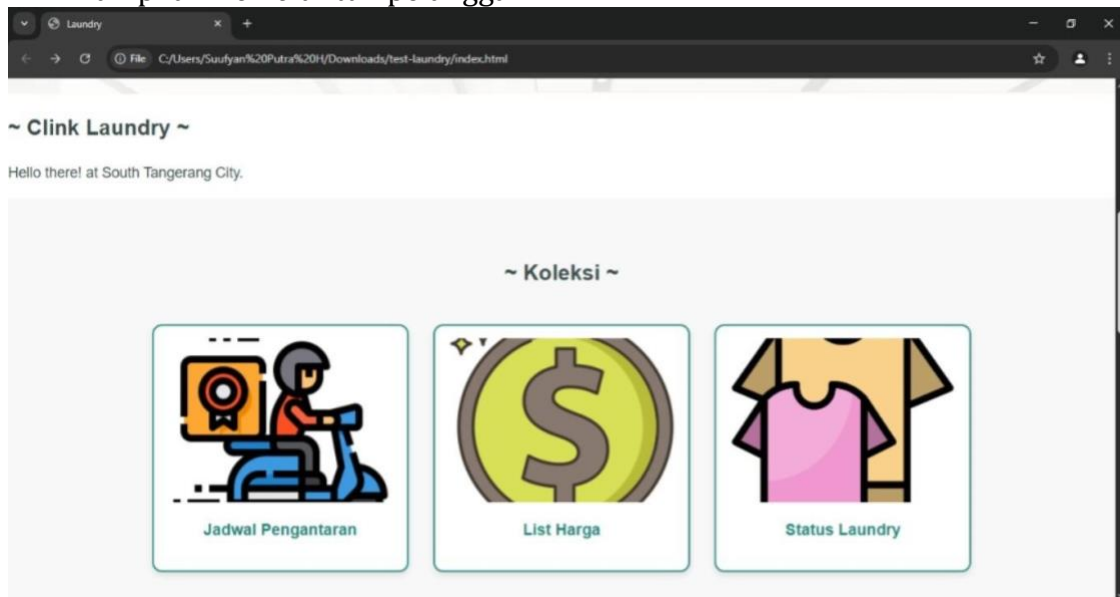 Laundry
File C:/Users/Suufyan%20Putra%20H/Downloads/test-laundry/index.html
~ Clink Laundry ~
Hello there! at South Tangerang City.
~ Koleksi ~
Jadwal Pengantaran
List Harga
Status Laundry